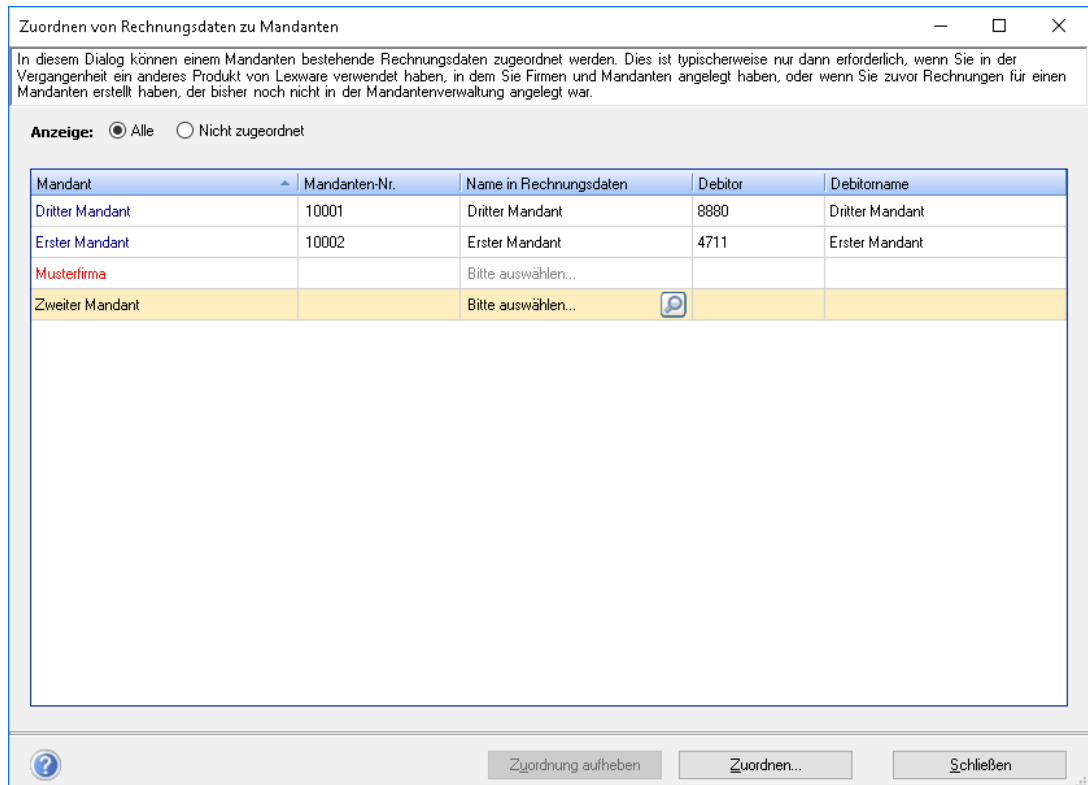 Zuordnen von Rechnungsdaten zu Mandanten
In diesem Dialog können einem Mandanten bestehende Rechnungsdaten zugeordnet werden. Dies ist typischerweise nur dann erforderlich, wenn Sie in der
Vergangenheit ein anderes Produkt von Lexware verwendet haben, in dem Sie Firmen und Mandanten angelegt haben, oder wenn Sie zuvor Rechnungen für einen
Mandanten erstellt haben, der bisher noch nicht in der Mandantenverwaltung angelegt war.
Anzeige: Alle Nicht zugeordnet
Mandant Mandanten-Nr. Name in Rechnungsdaten Debitor Debitorname
Dritter Mandant 10001 Dritter Mandant 8880 Dritter Mandant
Erster Mandant 10002 Erster Mandant 4711 Erster Mandant
Musterfirma Bitte auswählen...
Zweiter Mandant Bitte auswählen...
Zuordnung aufheben Zuordnen... Schließen